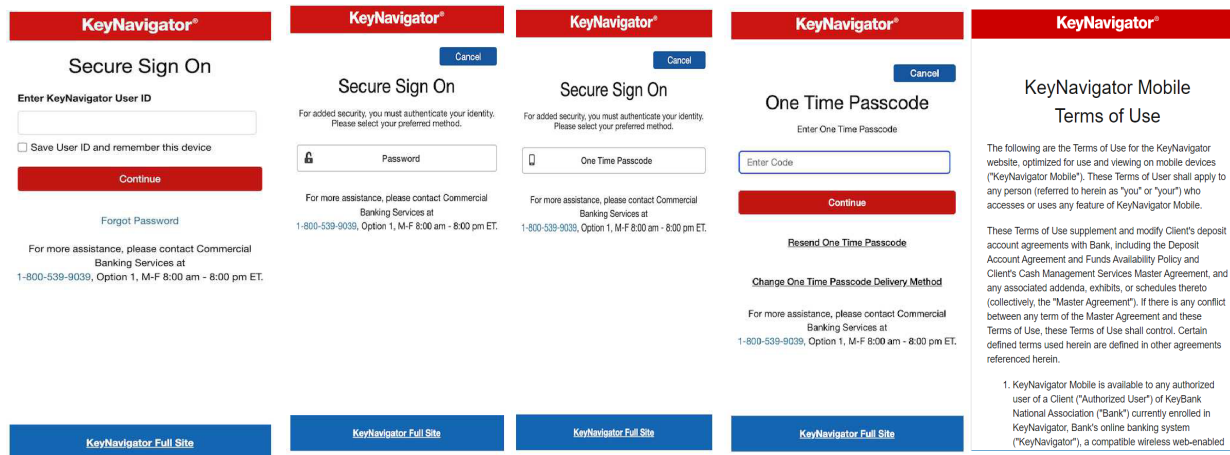 KeyNavigator®
Secure Sign On
Enter KeyNavigator User ID
Save User ID and remember this device
Continue
Forgot Password
For more assistance, please contact Commercial
Banking Services at
1-800-539-9039, Option 1, M-F 8:00 am - 8:00 pm ET.
KeyNavigator Full Site
KeyNavigator®
Cancel
Secure Sign On
For added security, you must authenticate your identity.
Please select your preferred method.
Password
For more assistance, please contact Commercial
Banking Services at
1-800-539-9039, Option 1, M-F 8:00 am - 8:00 pm ET.
KeyNavigator Full Site
KeyNavigator®
Cancel
Secure Sign On
For added security, you must authenticate your identity.
Please select your preferred method.
One Time Passcode
For more assistance, please contact Commercial
Banking Services at
1-800-539-9039, Option 1, M-F 8:00 am - 8:00 pm ET.
KeyNavigator Full Site
KeyNavigator®
Cancel
One Time Passcode
Enter One Time Passcode
Enter Code
Continue
Resend One Time Passcode
Change One Time Passcode Delivery Method
For more assistance, please contact Commercial
Banking Services at
1-800-539-9039, Option 1, M-F 8:00 am - 8:00 pm ET.
KeyNavigator Full Site
KeyNavigator®
KeyNavigator Mobile
Terms of Use
The following are the Terms of Use for the KeyNavigator
website, optimized for use and viewing on mobile devices
("KeyNavigator Mobile"). These Terms of User shall apply to
any person (referred to herein as "you" or "your") who
accesses or uses any feature of KeyNavigator Mobile.
These Terms of Use supplement and modify Client's deposit
account agreements with Bank, including the Deposit
Account Agreement and Funds Availability Policy and
Client's Cash Management Services Master Agreement, and
any associated addenda, exhibits, or schedules thereto
(collectively, the "Master Agreement"). If there is any conflict
between any term of the Master Agreement and these
Terms of Use, these Terms of Use shall control. Certain
defined terms used herein are defined in other agreements
referenced herein.
1. KeyNavigator Mobile is available to any authorized
user of a Client ("Authorized User") of KeyBank
National Association ("Bank") currently enrolled in
KeyNavigator, Bank's online banking system
("KeyNavigator"), a compatible wireless web-enabled